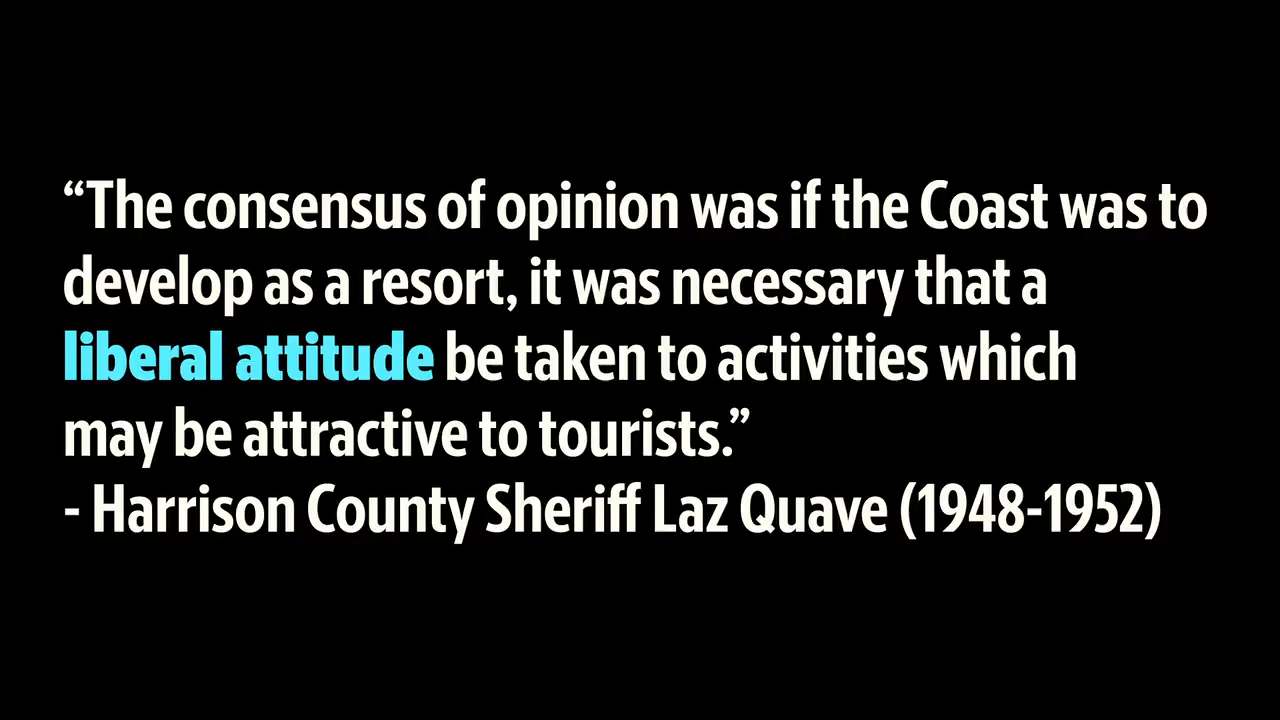 “The consensus of opinion was if the Coast was to
develop as a resort, it was necessary that a
liberal attitude be taken to activities which
may be attractive to tourists.”
- Harrison County Sheriff Laz Quave (1948-1952)